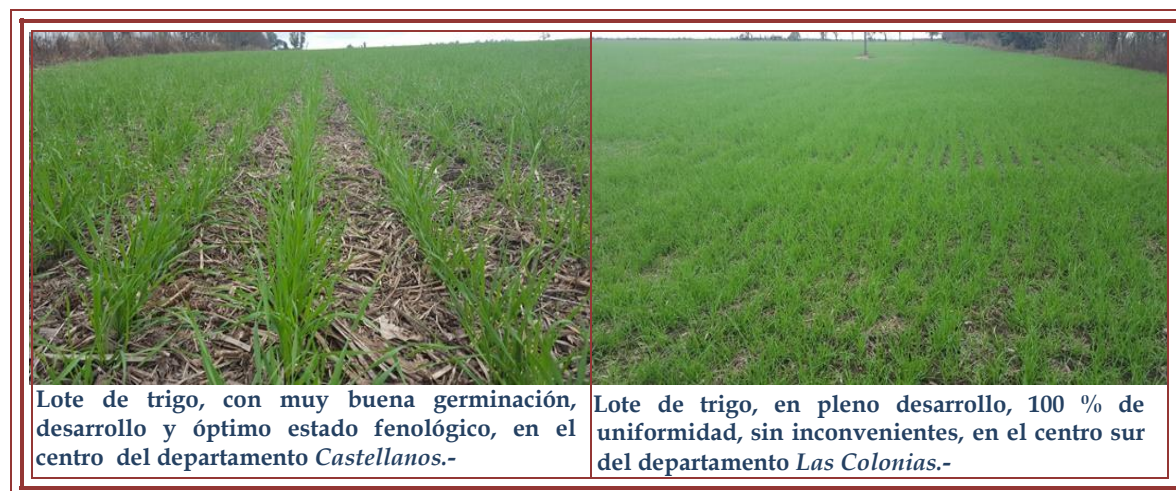 Lote de trigo, con muy buena germinación,
desarrollo y óptimo estado fenológico, en el
centro del departamento Castellanos.-
Lote de trigo, en pleno desarrollo, 100 % de
uniformidad, sin inconvenientes, en el centro sur
del departamento Las Colonias.-